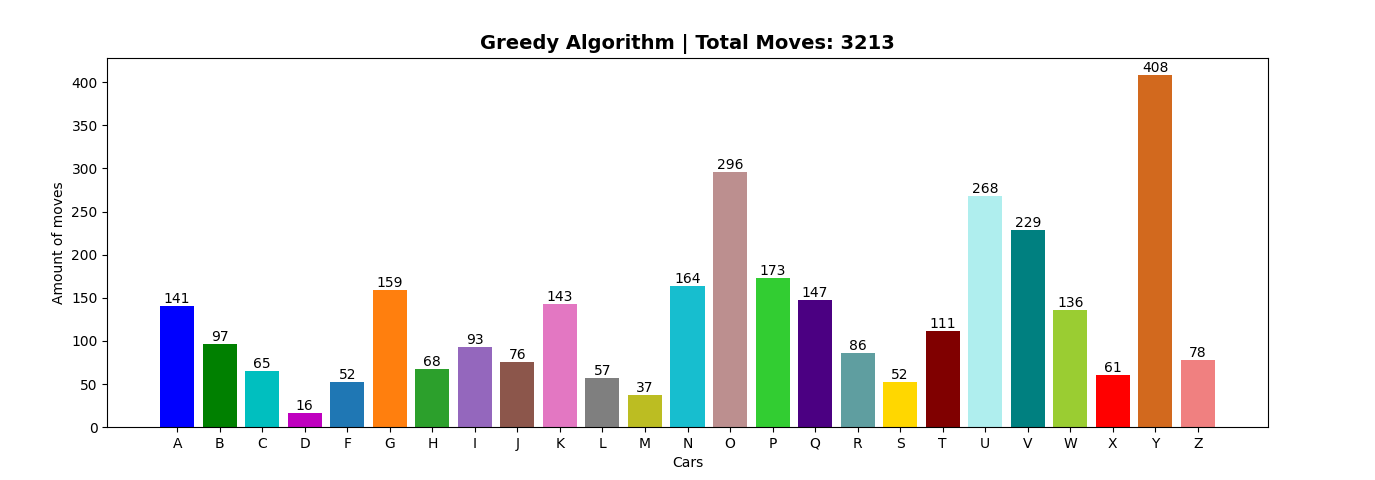 Greedy Algorithm | Total Moves: 3213
Amount of moves
400
350
300
250
200
150
100
50
0
141 97 65 16 52 159 68 93 76 143 57 37 164 296 173 147 86 52 111 268 229 136 61 408 78
A B C D F G H I J K L M N O P Q R S T U V W X Y Z
Cars